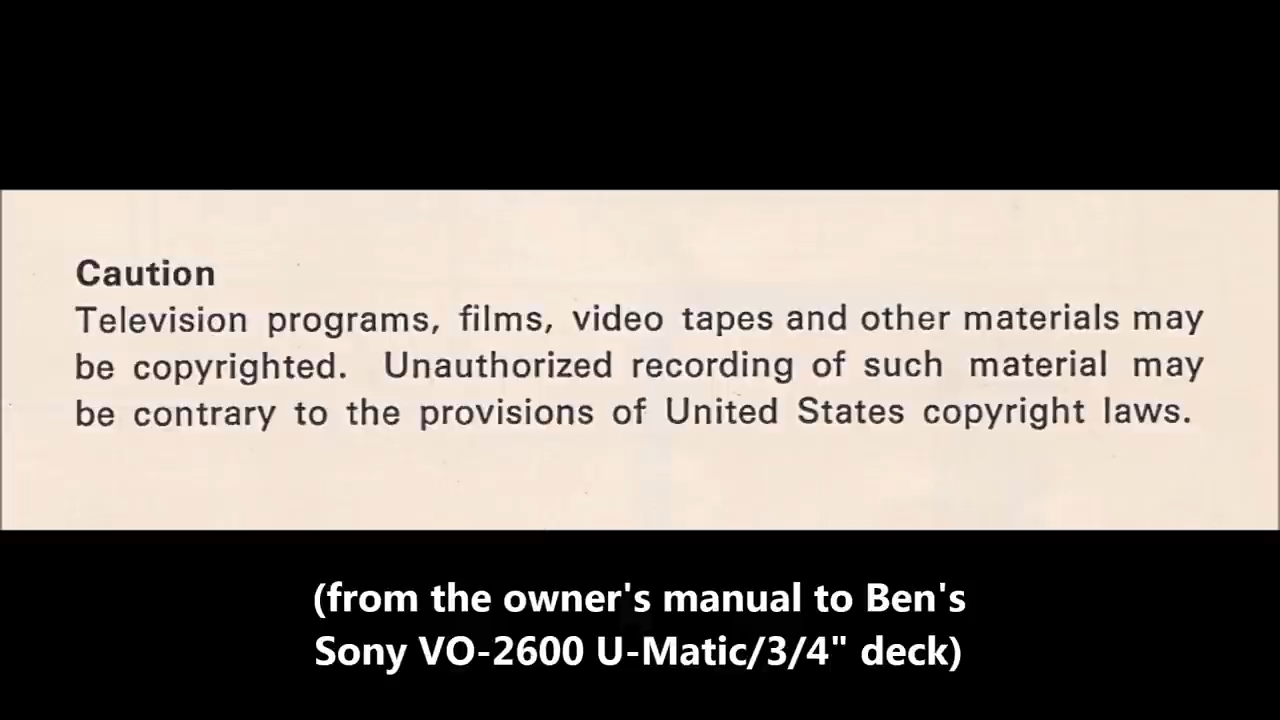 Caution
Television programs, films, video tapes and other materials may
be copyrighted. Unauthorized recording of such material may
be contrary to the provisions of United States copyright laws.
(from the owner's manual to Ben's
Sony VO-2600 U-Matic/3/4" deck)